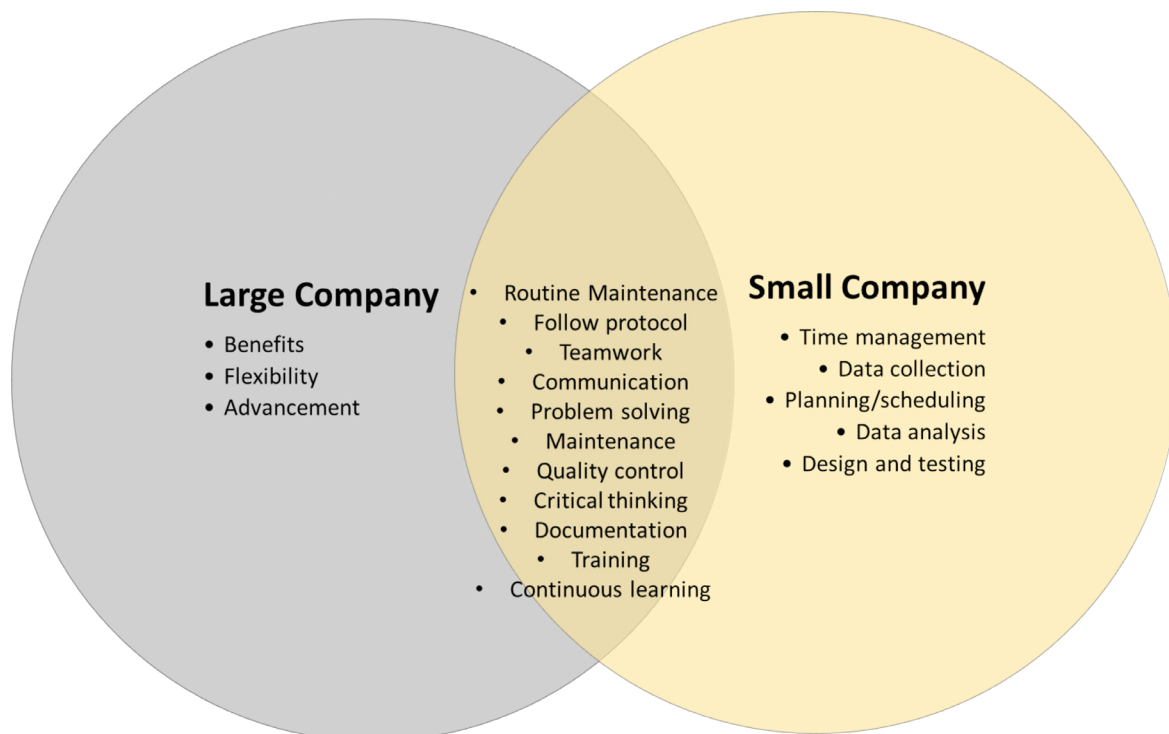 Large Company
• Benefits
• Flexibility
• Advancement
• Routine Maintenance
• Follow protocol
• Teamwork
• Communication
• Problem solving
• Maintenance
• Quality control
• Critical thinking
• Documentation
• Training
• Continuous learning
Small Company
• Time management
• Data collection
• Planning/scheduling
• Data analysis
• Design and testing